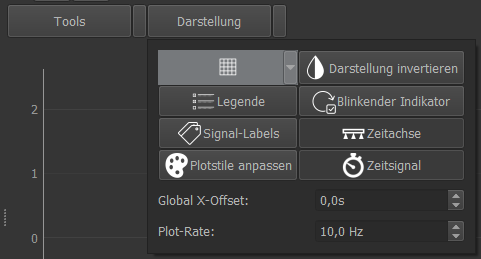 Tools Darstellung
Darstellung invertieren
2
Legende Blinkender Indikator
Signal-Labels Zeitachse
1
Plotstile anpassen Zeitsignal
Global X-Offset: 0,0s
Plot-Rate: 10,0 Hz
0